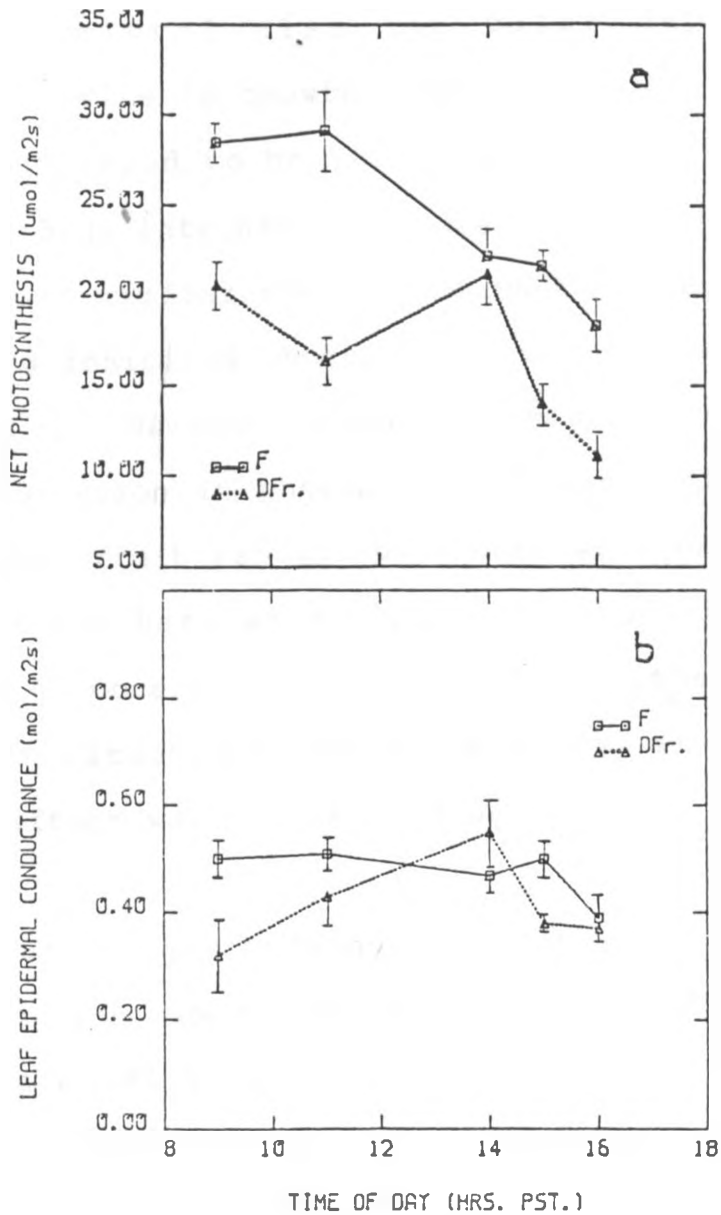 35.00
30.00
25.00
20.00
15.00
10.00
5.00
NET PHOTOSYNTHESIS (umol/m2s)
a
F
DFr.
0.80
0.60
0.40
0.20
0.00
LEAF EPIDERMAL CONDUCTANCE (mol/m2s)
b
F
DFr.
8 10 12 14 16 18
TIME OF DAY (HRS. PST.)